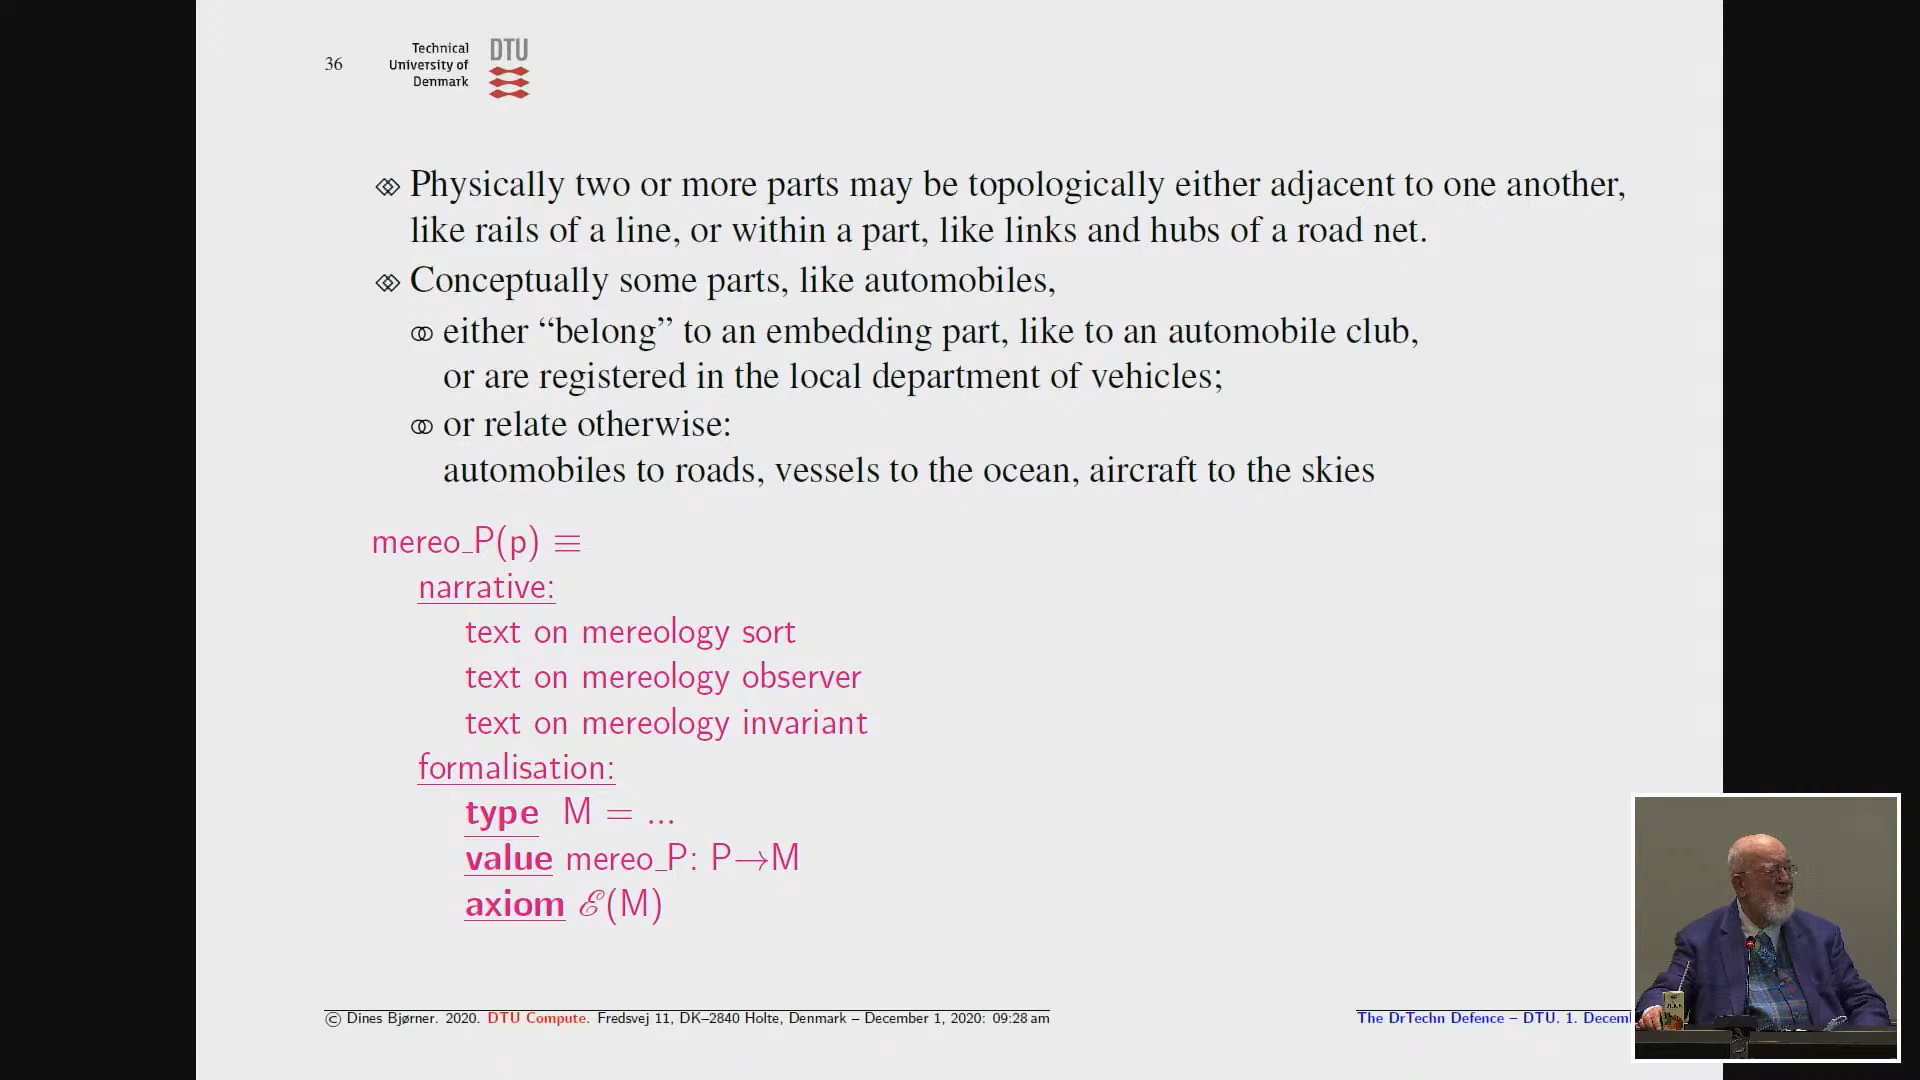 36
Technical
University of
Denmark
DTU
Physically two or more parts may be topologically either adjacent to one another,
like rails of a line, or within a part, like links and hubs of a road net.
Conceptually some parts, like automobiles,
either “belong” to an embedding part, like to an automobile club,
or are registered in the local department of vehicles;
or relate otherwise:
automobiles to roads, vessels to the ocean, aircraft to the skies
mereo_P(p) ≡
narrative:
text on mereology sort
text on mereology observer
text on mereology invariant
formalisation:
type M = ...
value mereo_P: P→M
axiom ℰ(M)
© Dines Bjørner. 2020. DTU Compute. Fredsvej 11, DK–2840 Holte, Denmark – December 1, 2020: 09:28 am
The DrTechn Defence – DTU. 1. Decem